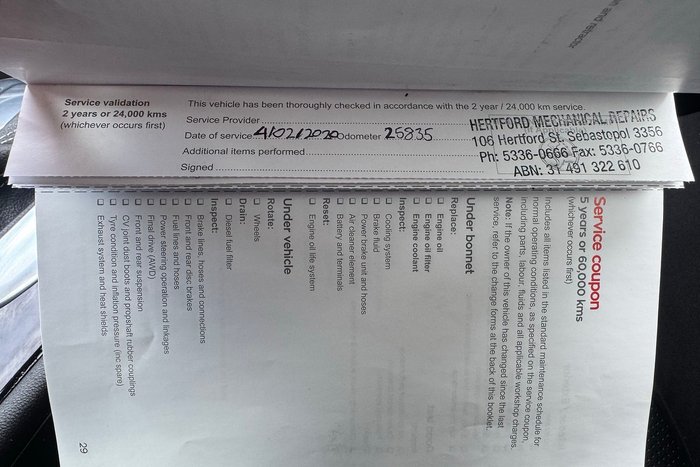 Service validation
2 years or 24,000 kms
(whichever occurs first)
This vehicle has been thoroughly checked in accordance with the 2 year / 24,000 km service.
Service Provider
Date of service 4/02/2020 Odometer 25835
Additional items performed
Signed
HERTFORD MECHANICAL REPAIRS
106 Hertford St. Sebastopol 3356
Ph: 5336-0666 Fax: 5336-0766
ABN: 31 491 322 610
Service coupon
5 years or 60,000 kms
(whichever occurs first)
Includes all items listed in the standard maintenance schedule for
normal operating conditions, as specified on the service coupon,
including parts, labour, fluids and all applicable workshop charges.
Note: If the owner of this vehicle has changed since the last
service, refer to the change forms at the back of this booklet.
Under bonnet
Replace:
Engine oil
Engine oil filter
Engine coolant
Inspect:
Cooling system
Brake fluid
Power brake unit and hoses
Air cleaner element
Battery and terminals
Reset:
Engine oil life system
Under vehicle
Rotate:
Wheels
Drain:
Diesel fuel filter
Inspect:
Brake lines, hoses and connections
Front and rear disc brakes
Fuel lines and hoses
Power steering operation and linkages
Final drive (AWD)
Front and rear suspension
CV joint dust boots and propshaft rubber couplings
Tyre condition and inflation pressure (inc spare)
Exhaust system and heat shields
29